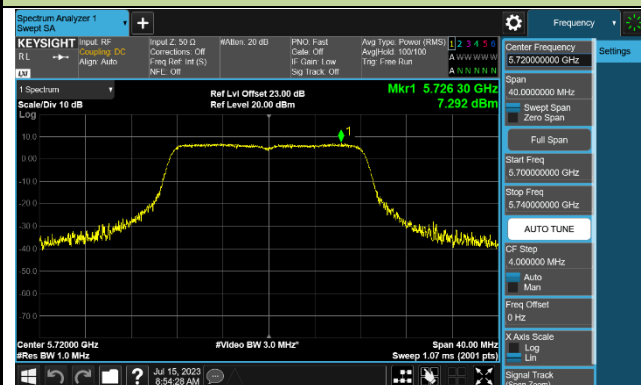 Spectrum Analyzer 1
Swept SA
Frequency
KEYSIGHT
RL
LXI
Input: RF
Coupling: DC
Align: Auto
Input Z: 50 Ω
Corrections: Off
Freq Ref: Int (S)
NFE: Off
#Atten: 20 dB
PNO: Fast
Gate: Off
IF Gain: Low
Sig Track: Off
Avg Type: Power (RMS)
Avg|Hold: 100/100
Trig: Free Run
1 2 3 4 5 6
A W W W W W
A N N N N N
1 Spectrum
Scale/Div 10 dB
Log
Ref Lvl Offset 23.00 dB
Ref Level 20.00 dBm
Mkr1 5.726 30 GHz
7.292 dBm
1
10.0
0.00
-10.0
-20.0
-30.0
-40.0
-50.0
-60.0
-70.0
Center 5.72000 GHz
#Res BW 1.0 MHz
#Video BW 3.0 MHz*
Span 40.00 MHz
Sweep 1.07 ms (2001 pts)
Jul 15, 2023
8:54:28 AM
Center Frequency
5.720000000 GHz
Settings
Span
40.0000000 MHz
Swept Span
Zero Span
Full Span
Start Freq
5.700000000 GHz
Stop Freq
5.740000000 GHz
AUTO TUNE
CF Step
4.000000 MHz
Auto
Man
Freq Offset
0 Hz
X Axis Scale
Log
Lin
Signal Track
(Span Zoom)